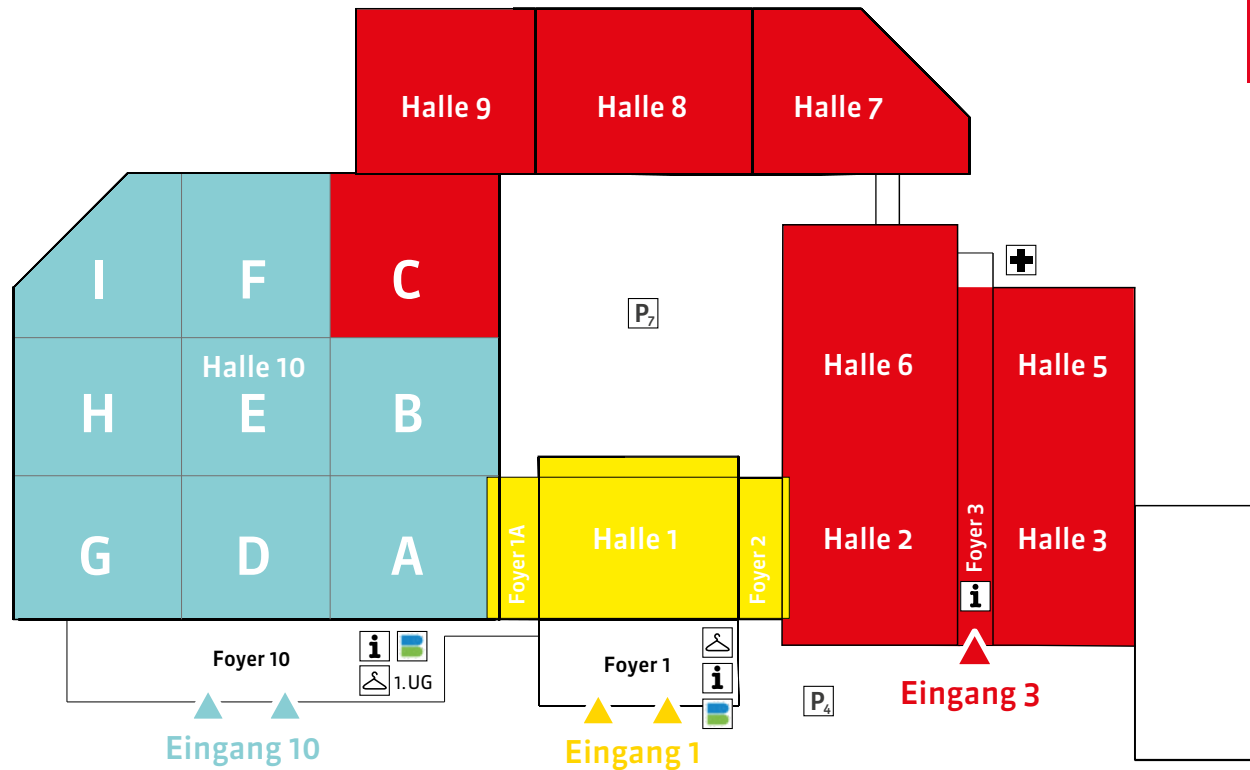 Halle 9
Halle 8
Halle 7
I
F
C
P7
Halle 10
Halle 6
Halle 5
H
E
B
G
D
A
Foyer 1A
Halle 1
Foyer 2
Halle 2
Foyer 3
Halle 3
i
Foyer 10
i
1.UG
Foyer 1
i
P4
Eingang 3
Eingang 10
Eingang 1